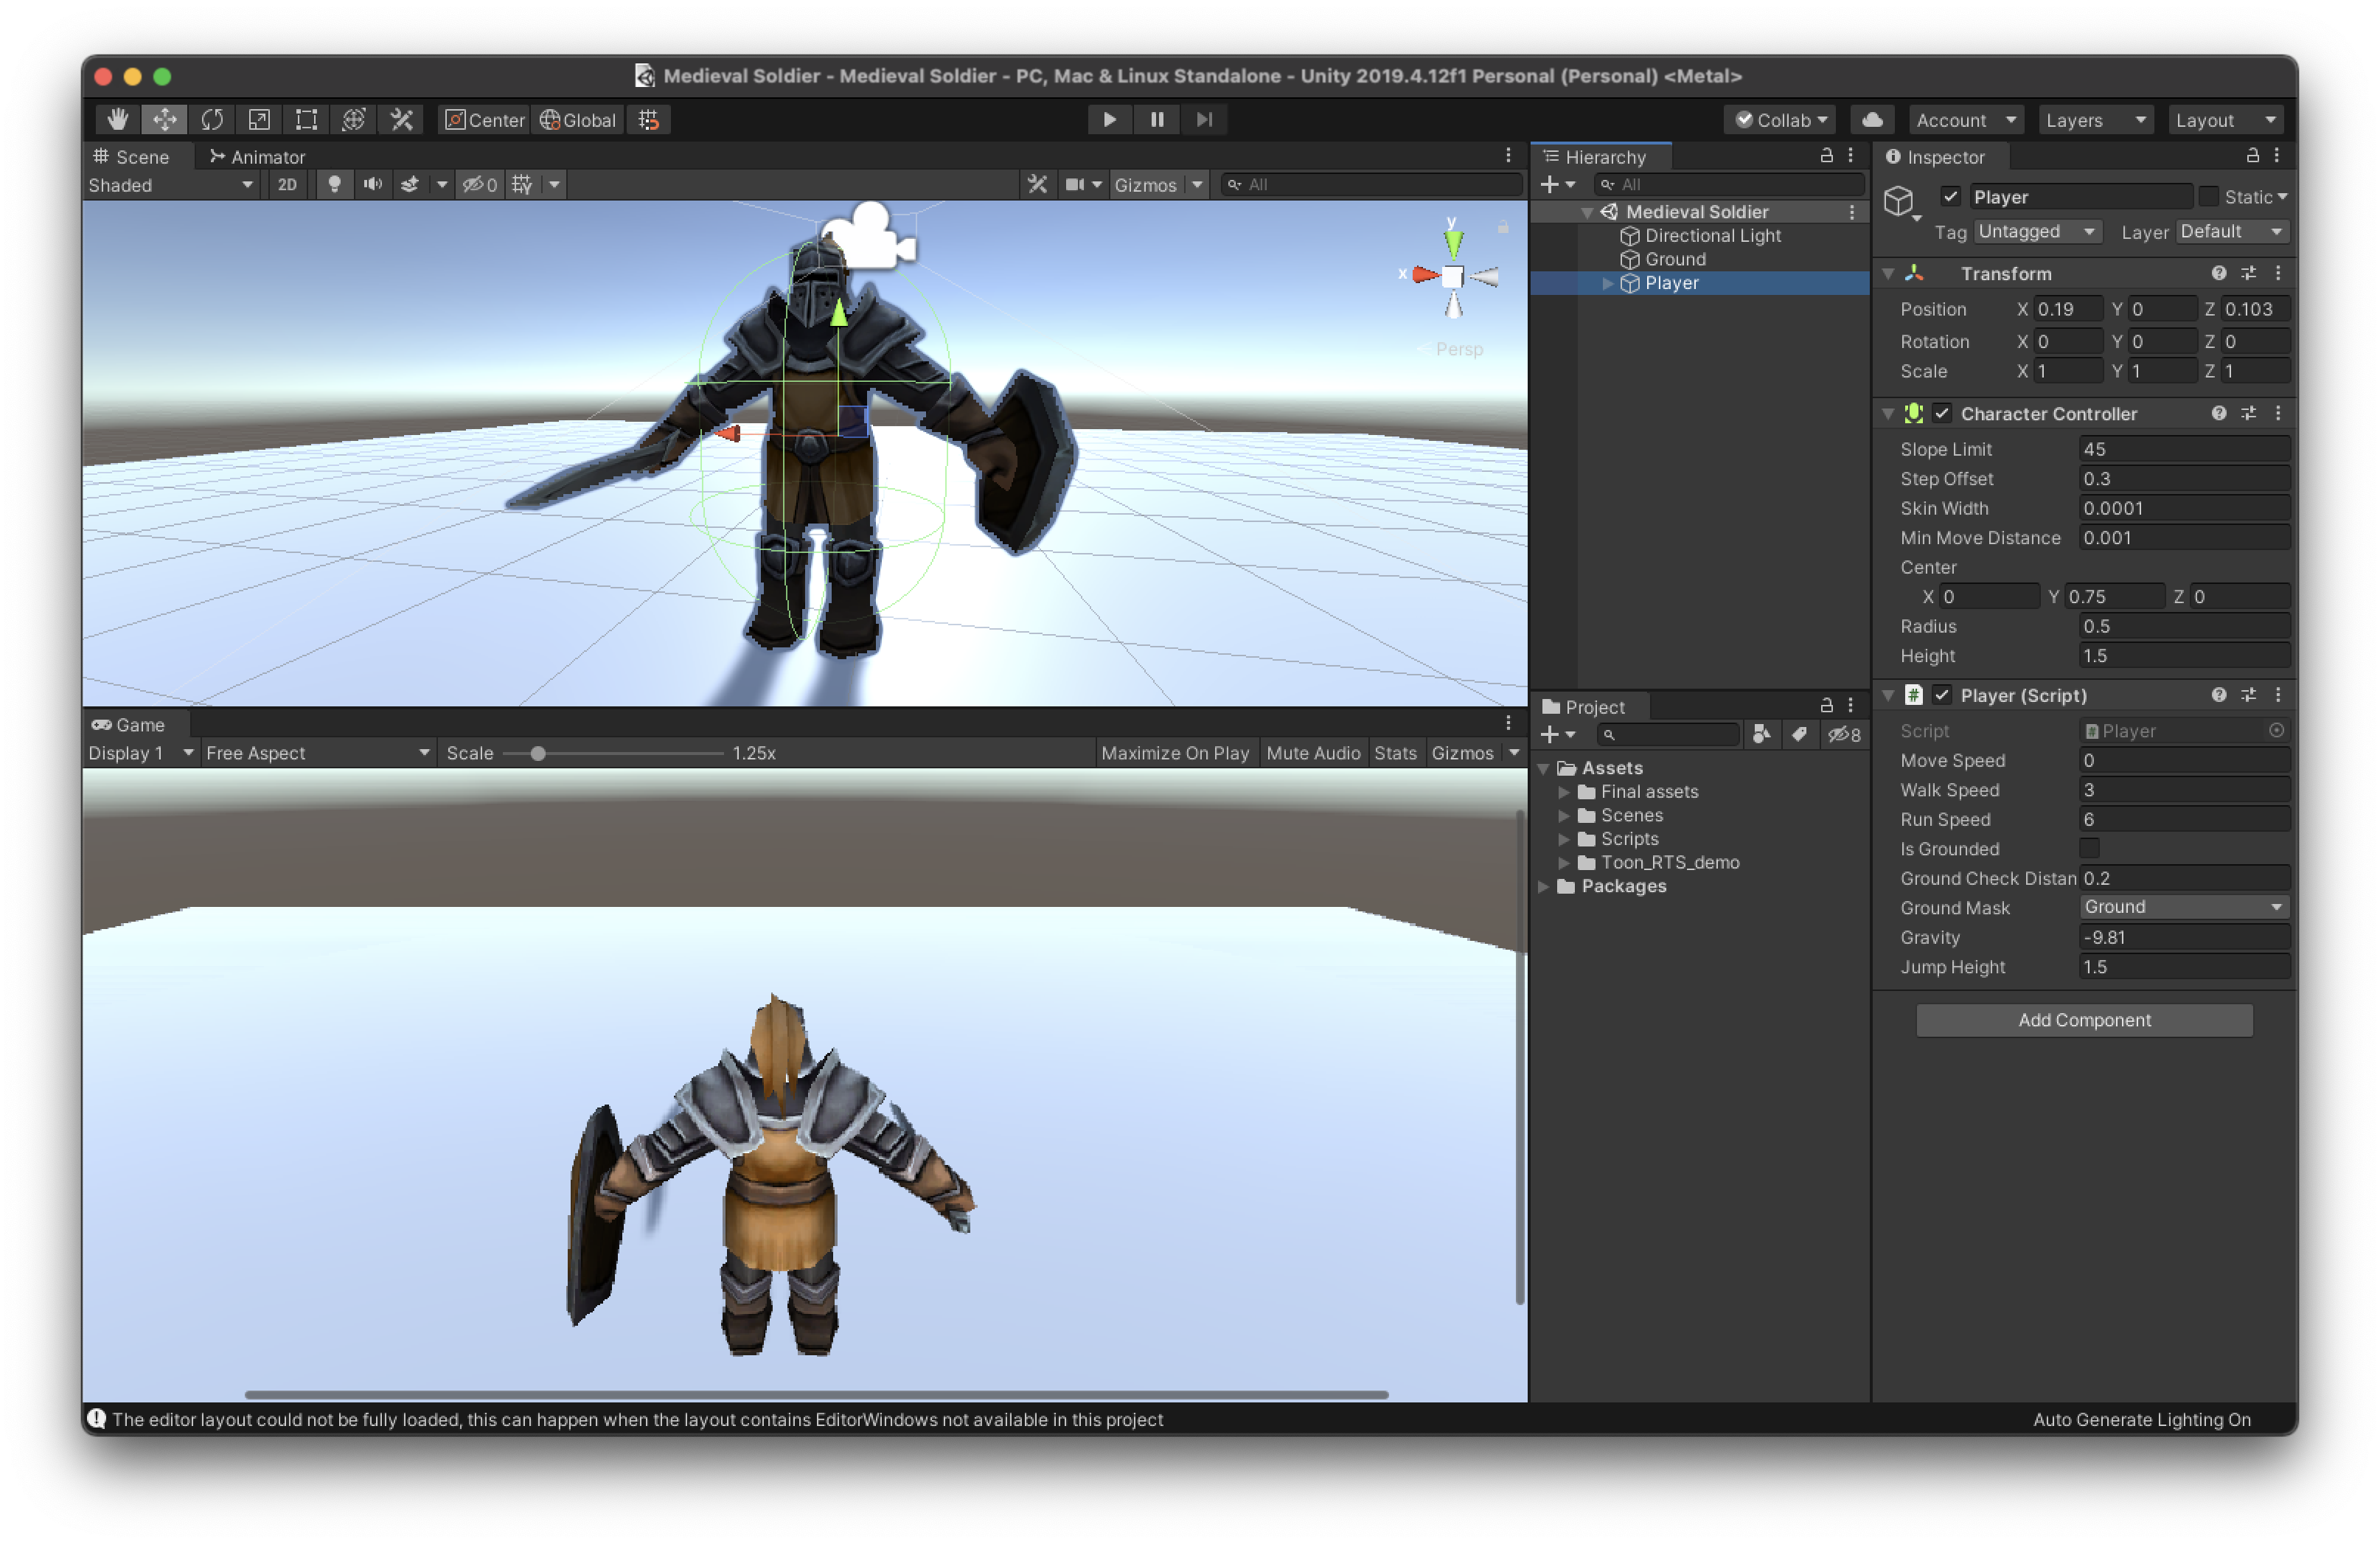 Medieval Soldier - Medieval Soldier - PC, Mac & Linux Standalone - Unity 2019.4.12f1 Personal (Personal) <Metal>
Center Global Collab Account Layers Layout
Scene Animator
Shaded 2D 0 Gizmos All
y
x
Persp
Game
Display 1 Free Aspect Scale 1.25x Maximize On Play Mute Audio Stats Gizmos
Hierarchy
All
Medieval Soldier
Directional Light
Ground
Player
Project
8
Assets
Final assets
Scenes
Scripts
Toon_RTS_demo
Packages
Inspector
Player Static
Tag Untagged Layer Default
Transform
Position X 0.19 Y 0 Z 0.103
Rotation X 0 Y 0 Z 0
Scale X 1 Y 1 Z 1
Character Controller
Slope Limit 45
Step Offset 0.3
Skin Width 0.0001
Min Move Distance 0.001
Center
X 0 Y 0.75 Z 0
Radius 0.5
Height 1.5
# Player (Script)
Script Player
Move Speed 0
Walk Speed 3
Run Speed 6
Is Grounded
Ground Check Distan 0.2
Ground Mask Ground
Gravity -9.81
Jump Height 1.5
Add Component
The editor layout could not be fully loaded, this can happen when the layout contains EditorWindows not available in this project
Auto Generate Lighting On